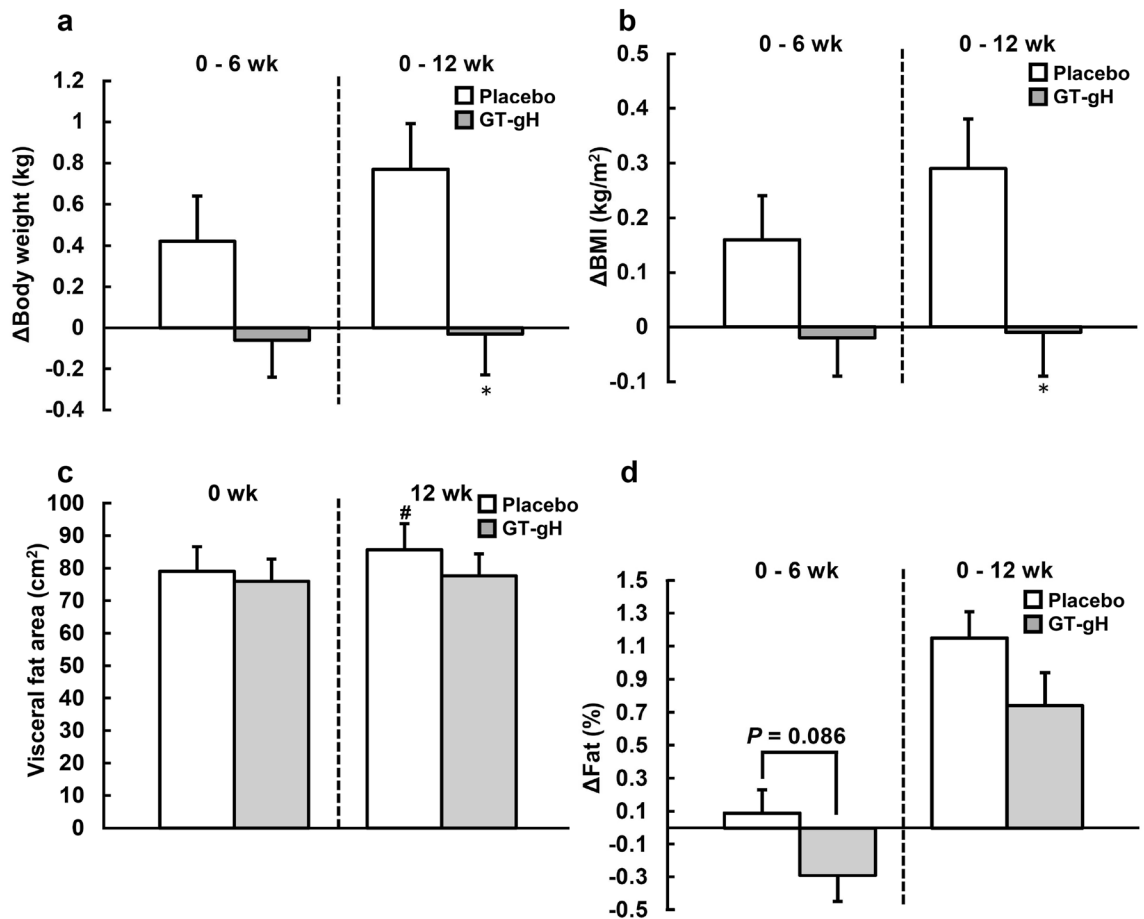 a
0 - 6 wk
0 - 12 wk
Placebo
GT-gH
ΔBody weight (kg)
1.2
1
0.8
0.6
0.4
0.2
0
-0.2
-0.4
*
b
0 - 6 wk
0 - 12 wk
Placebo
GT-gH
ΔBMI (kg/m²)
0.5
0.4
0.3
0.2
0.1
0
-0.1
*
c
0 wk
12 wk
Placebo
GT-gH
#
Visceral fat area (cm²)
100
90
80
70
60
50
40
30
20
10
0
d
0 - 6 wk
0 - 12 wk
Placebo
GT-gH
P = 0.086
ΔFat (%)
1.5
1.3
1.1
0.9
0.7
0.5
0.3
0.1
-0.1
-0.3
-0.5